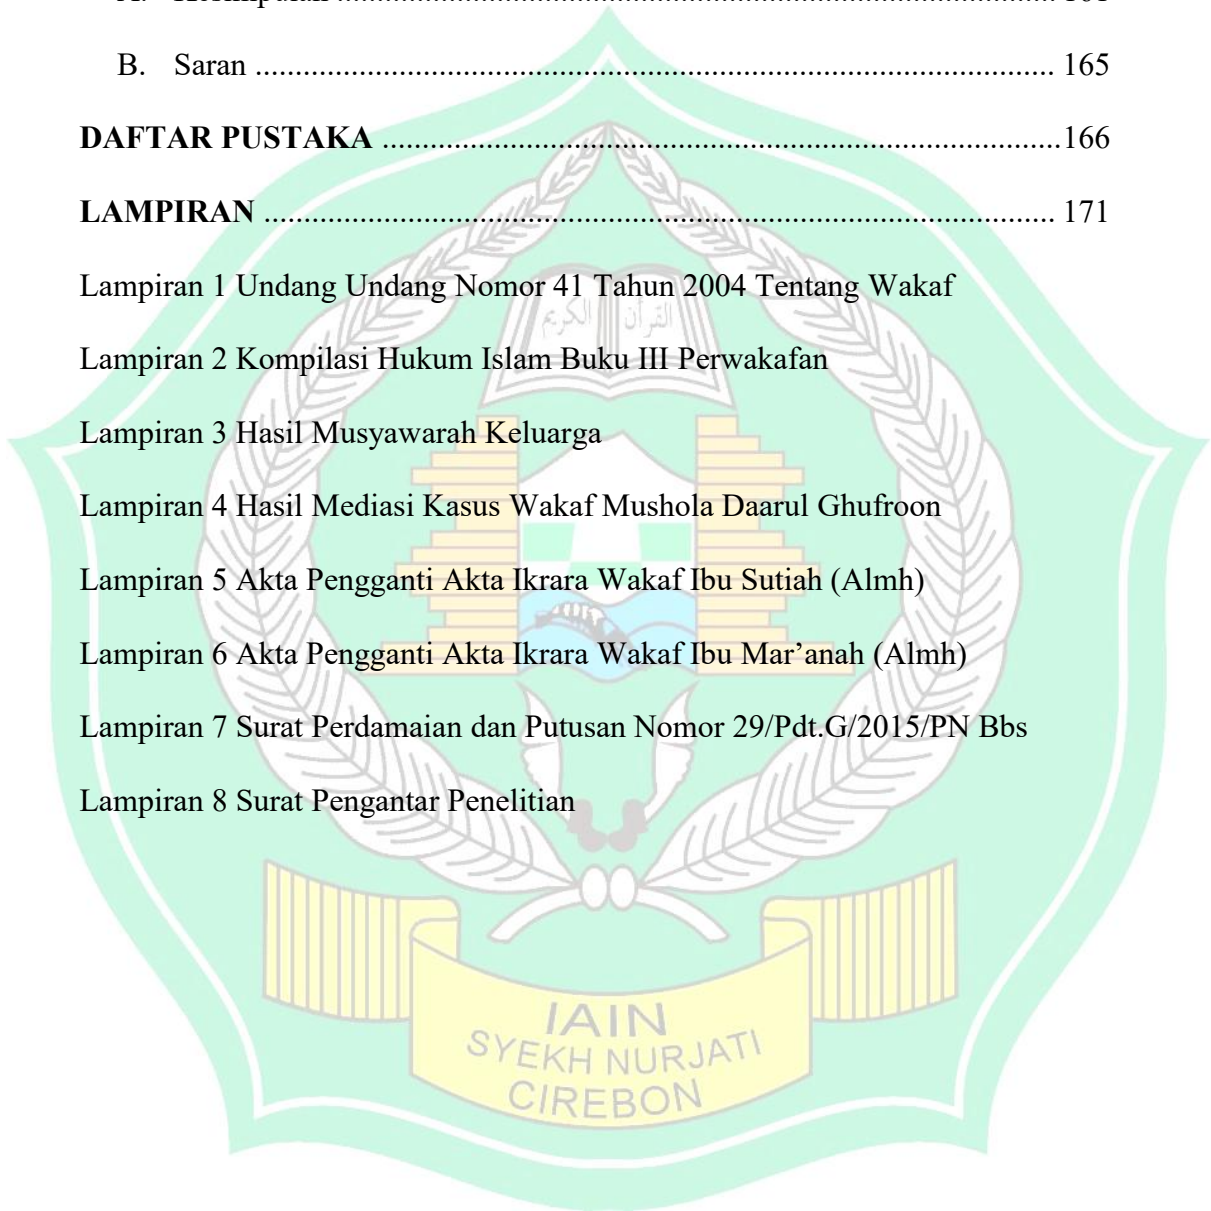 B. Saran ........................................................................................................ 165
DAFTAR PUSTAKA ........................................................................................166
LAMPIRAN ....................................................................................................... 171
Lampiran 1 Undang Undang Nomor 41 Tahun 2004 Tentang Wakaf
القرآن الكريم
Lampiran 2 Kompilasi Hukum Islam Buku III Perwakafan
Lampiran 3 Hasil Musyawarah Keluarga
Lampiran 4 Hasil Mediasi Kasus Wakaf Mushola Daarul Ghufroon
Lampiran 5 Akta Pengganti Akta Ikrara Wakaf Ibu Sutiah (Almh)
Lampiran 6 Akta Pengganti Akta Ikrara Wakaf Ibu Mar’anah (Almh)
Lampiran 7 Surat Perdamaian dan Putusan Nomor 29/Pdt.G/2015/PN Bbs
Lampiran 8 Surat Pengantar Penelitian
IAIN
SYEKH NURJATI
CIREBON